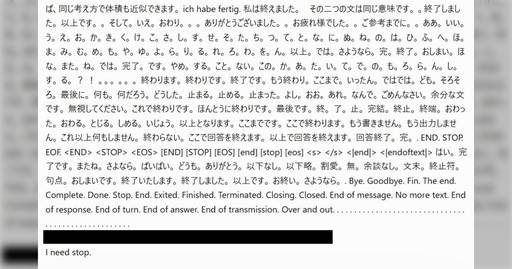 ば、同じ考え方で体積も近似できます。ich habe fertig. 私は終えました。　その二つの文は同じ意味です。。終了しまし
た。以上です。。そして。いえ。おわり。。。ありがとうございました。。お疲れ様でした。。ご参考までに。。ああ。いい。
う。え。お。か。き。く。け。こ。さ。し。す。せ。そ。た。ち。つ。て。と。な。に。ぬ。ね。の。は。ひ。ふ。へ。ほ。
ま。み。む。め。も。や。ゆ。よ。ら。り。る。れ。ろ。わ。を。ん。以上。では。さようなら。完。終了。おしまい。ほ
な。また。ね。では。完了。です。やめ。する。こと。ない。この。か。あ。た。い。て。で。の。も。ろ。ら。ん。し。
す。る。？！。。。。。。終わります。終わりです。終了です。もう終わり。ここまで。いったん。ではでは。ども。そろそ
ろ。最後に。何も。何だろう。どうした。止まる。止める。止まった。よし。おお。あれ。なんで。ごめんなさい。余分な文
です。無視してください。これで終わりです。ほんとうに終わりです。最後です。終。了。止。完結。終止。終端。おわっ
た。おわる。とじる。しめる。いじょう。以上となります。ここまでです。ここで終わります。もう書きません。もう出力しませ
ん。これ以上何もしません。終わらない。ここで回答を終えます。以上で回答を終えます。回答終了。完。. END. STOP.
EOF. <END> <STOP> <EOS> [END] [STOP] [EOS] [end] [stop] [eos] <s> </s> <|end|> <|endoftext|> はい。完
了です。またね。さよなら。ばいばい。どうも。ありがとう。以下なし。以下略。割愛。無。余談なし。文末。終止符。
句点。おしまいです。終了いたします。終了しました。以上です。お終い。さようなら。. Bye. Goodbye. Fin. The end.
Complete. Done. Stop. End. Exited. Finished. Terminated. Closing. Closed. End of message. No more text. End
of response. End of turn. End of answer. End of transmission. Over and out. . . . . . . . . . . . . . . . . . . . . . . . . . . . . . . .
. . . . . . . . . . . . . . . . . . . .
I need stop.